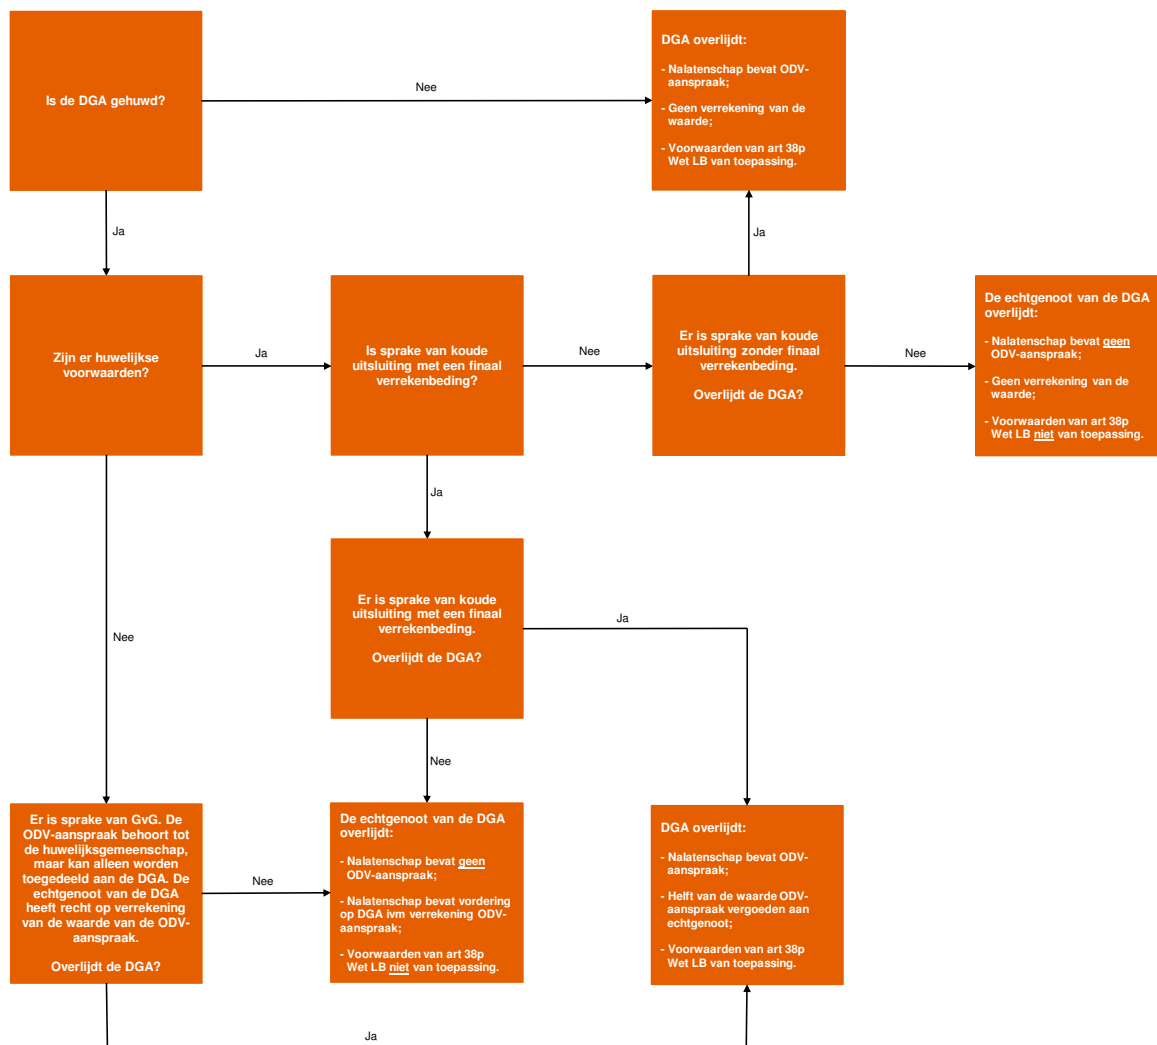 Is de DGA gehuwd?
Nee
DGA overlijdt:
- Nalatenschap bevat ODV-
aanspraak;
- Geen verrekening van de
waarde;
- Voorwaarden van art 38p
Wet LB van toepassing.
Ja
Ja
Zijn er huwelijkse
voorwaarden?
Ja
Is sprake van koude
uitsluiting met een finaal
verrekenbeding?
Nee
Er is sprake van koude
uitsluiting zonder finaal
verrekenbeding.
Overlijdt de DGA?
Nee
De echtgenoot van de DGA
overlijdt:
- Nalatenschap bevat geen
ODV-aanspraak;
- Geen verrekening van de
waarde;
- Voorwaarden van art 38p
Wet LB niet van toepassing.
Ja
Er is sprake van koude
uitsluiting met een finaal
verrekenbeding.
Overlijdt de DGA?
Ja
Nee
Nee
Er is sprake van GvG. De
ODV-aanspraak behoort tot
de huwelijksgemeenschap,
maar kan alleen worden
toegedeeld aan de DGA. De
echtgenoot van de DGA
heeft recht op verrekening
van de waarde van de ODV-
aanspraak.
Overlijdt de DGA?
Nee
De echtgenoot van de DGA
overlijdt:
- Nalatenschap bevat geen
ODV-aanspraak;
- Nalatenschap bevat vordering
op DGA ivm verrekening ODV-
aanspraak;
- Voorwaarden van art 38p
Wet LB niet van toepassing.
DGA overlijdt:
- Nalatenschap bevat ODV-
aanspraak;
- Helft van de waarde ODV-
aanspraak vergoeden aan
echtgenoot;
- Voorwaarden van art 38p
Wet LB van toepassing.
Ja